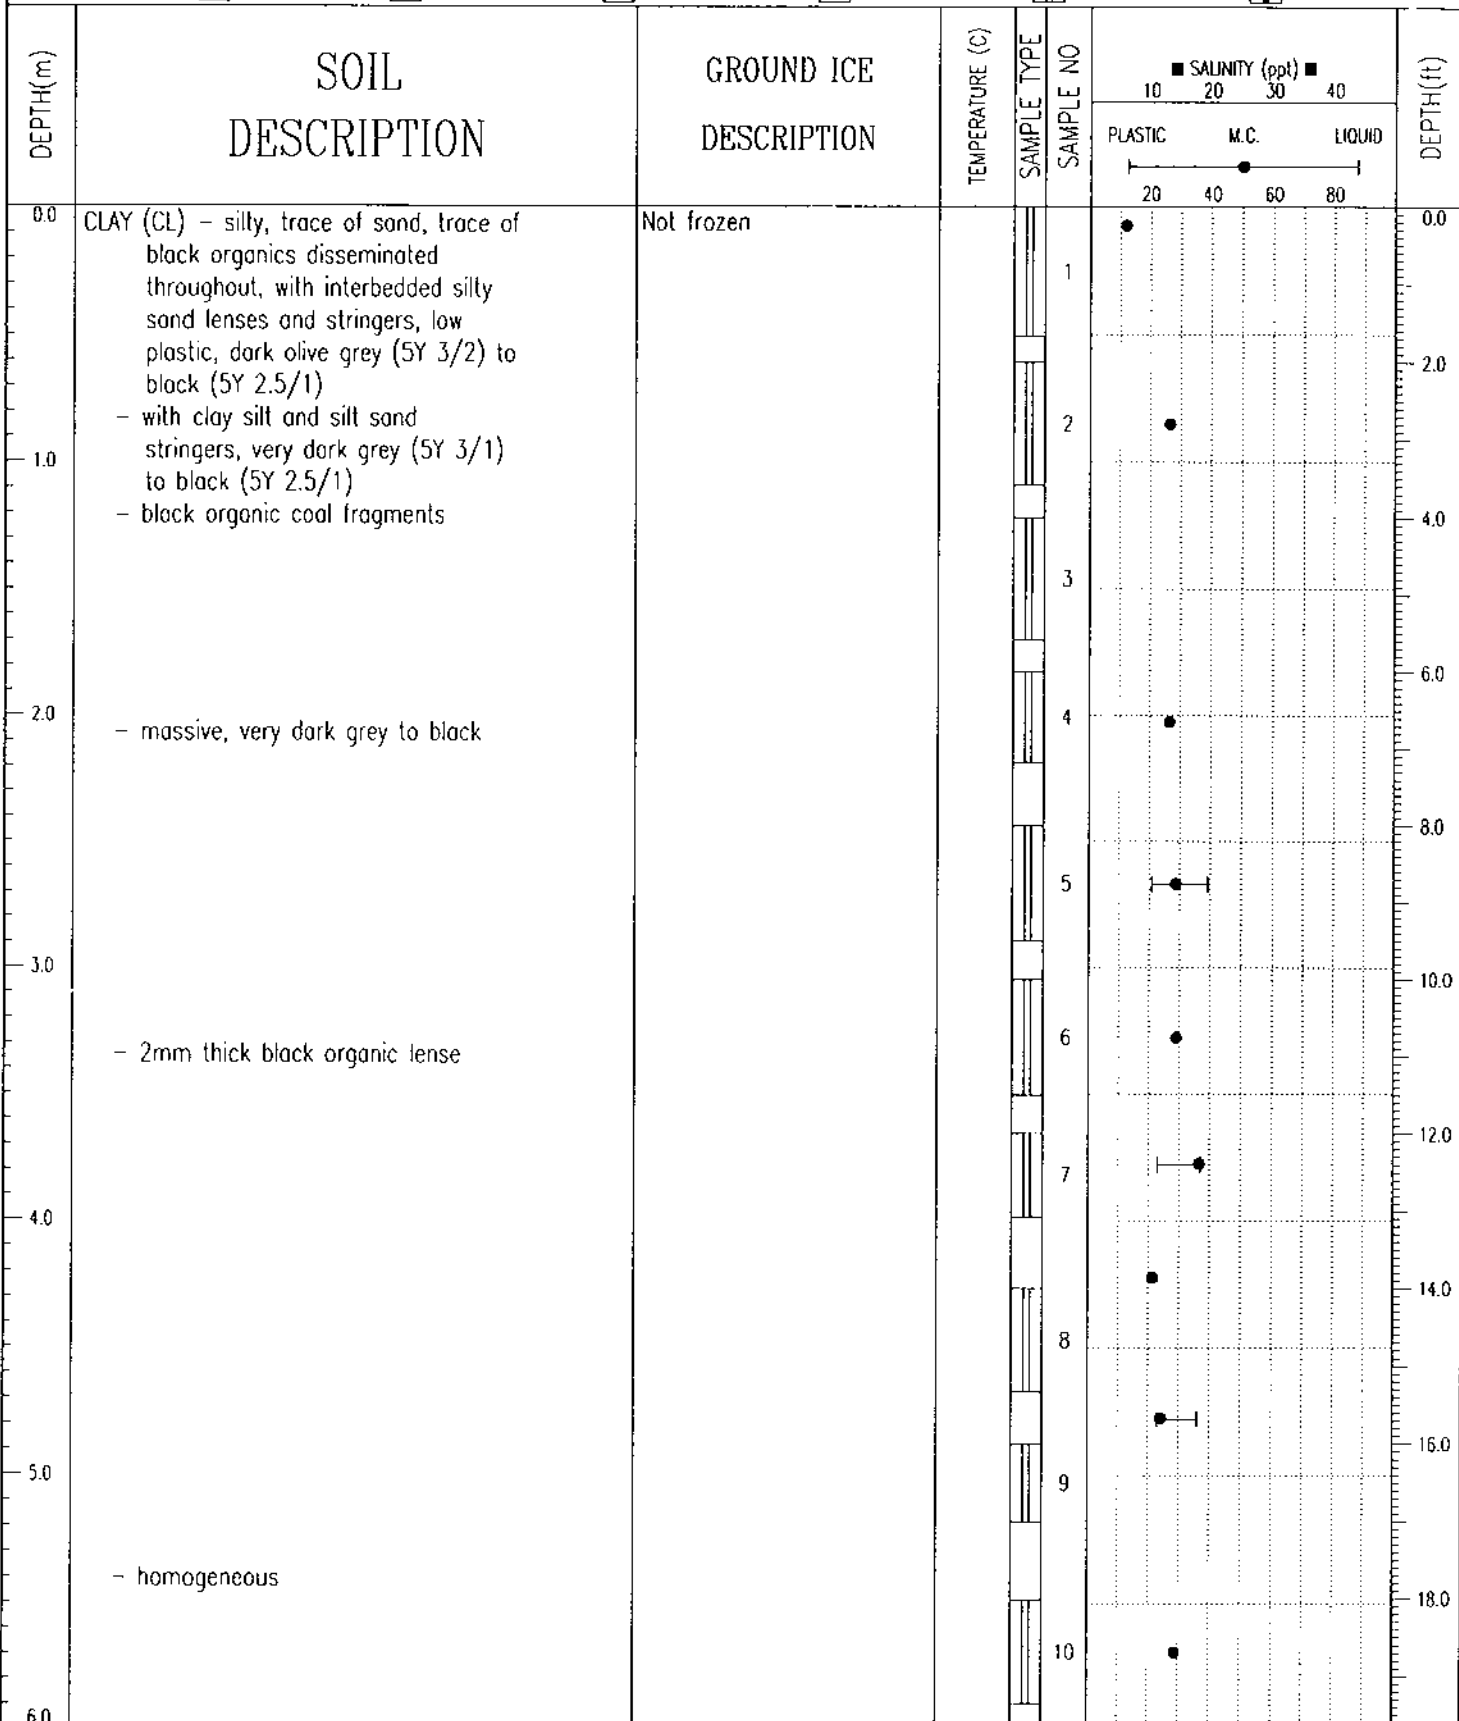 DEPTH(m)
SOIL
DESCRIPTION
GROUND ICE
DESCRIPTION
TEMPERATURE (C)
SAMPLE TYPE
SAMPLE NO
■ SALINITY (ppt) ■
10 20 30 40
PLASTIC M.C. LIQUID
20 40 60 80
DEPTH(ft)
0.0
CLAY (CL) – silty, trace of sand, trace of
black organics disseminated
throughout, with interbedded silty
sand lenses and stringers, low
plastic, dark olive grey (5Y 3/2) to
black (5Y 2.5/1)
– with clay silt and silt sand
stringers, very dark grey (5Y 3/1)
to black (5Y 2.5/1)
– black organic coal fragments
– massive, very dark grey to black
– 2mm thick black organic lense
– homogeneous
Not frozen
1.0
2.0
3.0
4.0
5.0
6.0
1
2
3
4
5
6
7
8
9
10
0.0
2.0
4.0
6.0
8.0
10.0
12.0
14.0
16.0
18.0